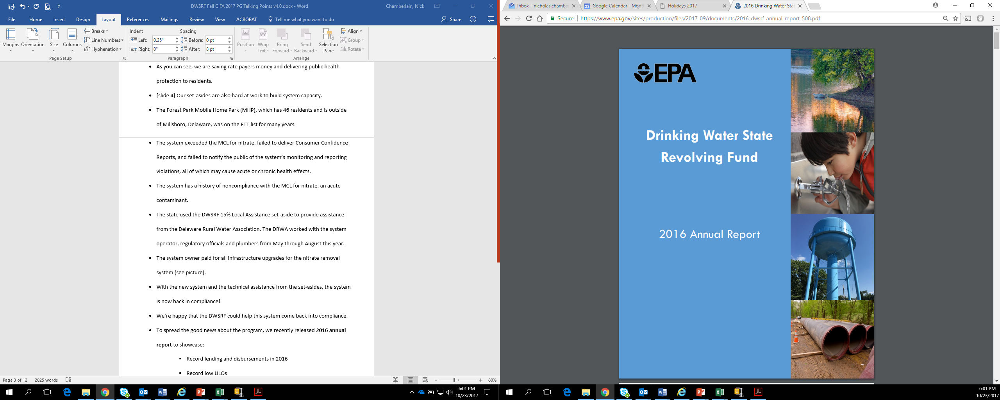 DWSRF Fall CIFA 2017 PG Talking Points v4.0.docx - Word
Chamberlain, Nick
File Home Insert Design Layout References Mailings Review View ACROBAT Tell me what you want to do Share
Margins Orientation Size Columns
Breaks
Line Numbers
Hyphenation
Page Setup
Indent Spacing
Left: 0.25" Before: 0 pt
Right: 0" After: 8 pt
Paragraph
Position Wrap Text Bring Forward Send Backward Selection Pane
Align
Group
Rotate
Arrange
• As you can see, we are saving rate payers money and delivering public health
protection to residents.
• [slide 4] Our set-asides are also hard at work to build system capacity.
• The Forest Park Mobile Home Park (MHP), which has 46 residents and is outside
of Millsboro, Delaware, was on the ETT list for many years.
• The system exceeded the MCL for nitrate, failed to deliver Consumer Confidence
Reports, and failed to notify the public of the system's monitoring and reporting
violations, all of which may cause acute or chronic health effects.
• The system has a history of noncompliance with the MCL for nitrate, an acute
contaminant.
• The state used the DWSRF 15% Local Assistance set-aside to provide assistance
from the Delaware Rural Water Association. The DRWA worked with the system
operator, regulatory officials and plumbers from May through August this year.
• The system owner paid for all infrastructure upgrades for the nitrate removal
system (see picture).
• With the new system and the technical assistance from the set-asides, the system
is now back in compliance!
• We're happy that the DWSRF could help this system come back into compliance.
• To spread the good news about the program, we recently released 2016 annual
report to showcase:
▪ Record lending and disbursements in 2016
▪ Record low ULOs
Page 3 of 12 2025 words
80%
6:01 PM
10/23/2017
Inbox – nicholas.chambe
Google Calendar - Mont
Holidays 2017
2016 Drinking Water Stat
Secure https://www.epa.gov/sites/production/files/2017-09/documents/2016_dwsrf_annual_report_508.pdf
EPA
Drinking Water State
Revolving Fund
2016 Annual Report
6:01 PM
10/23/2017